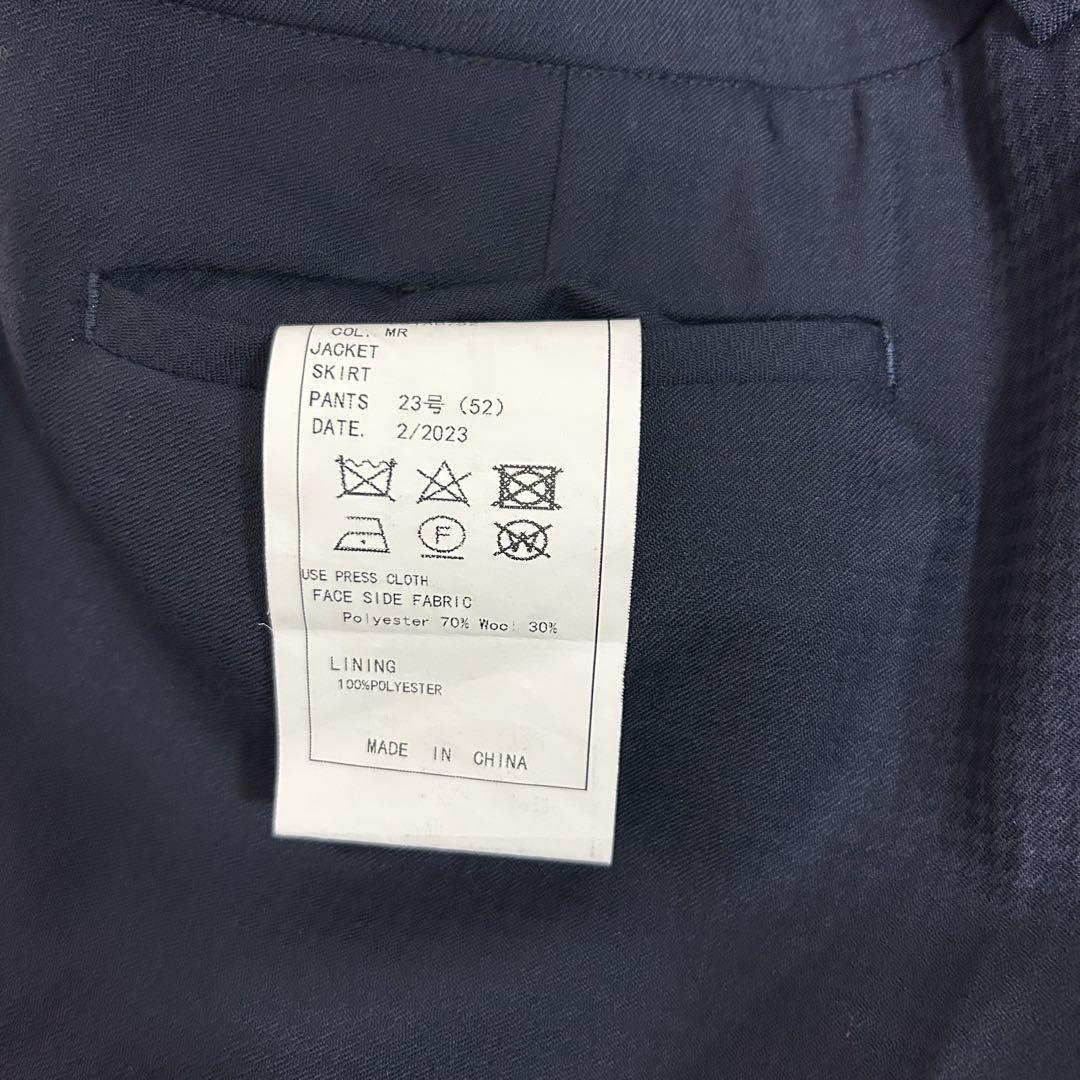 COL. MR
JACKET
SKIRT
PANTS 23号 (52)
DATE. 2/2023
F
W
USE PRESS CLOTH
FACE SIDE FABRIC
Polyester 70% Wool 30%
LINING
100%POLYESTER
MADE IN CHINA